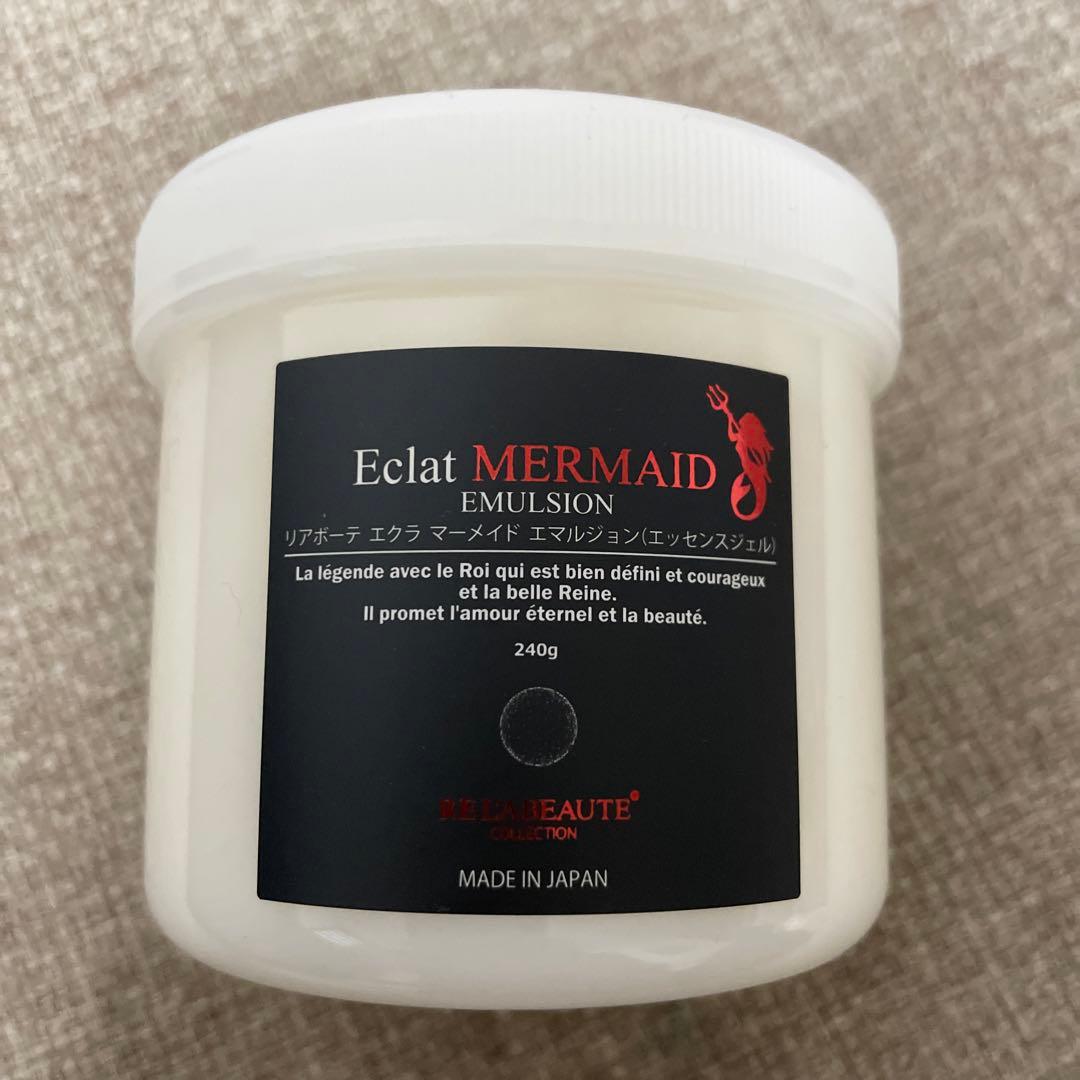 Eclat MERMAID
EMULSION
リアボーテ エクラ マーメイド エマルジョン(エッセンスジェル)
La légende avec le Roi qui est bien défini et courageux
et la belle Reine.
Il promet l'amour éternel et la beauté.
240g
RE L'ABEAUTE®
COLLECTION
MADE IN JAPAN